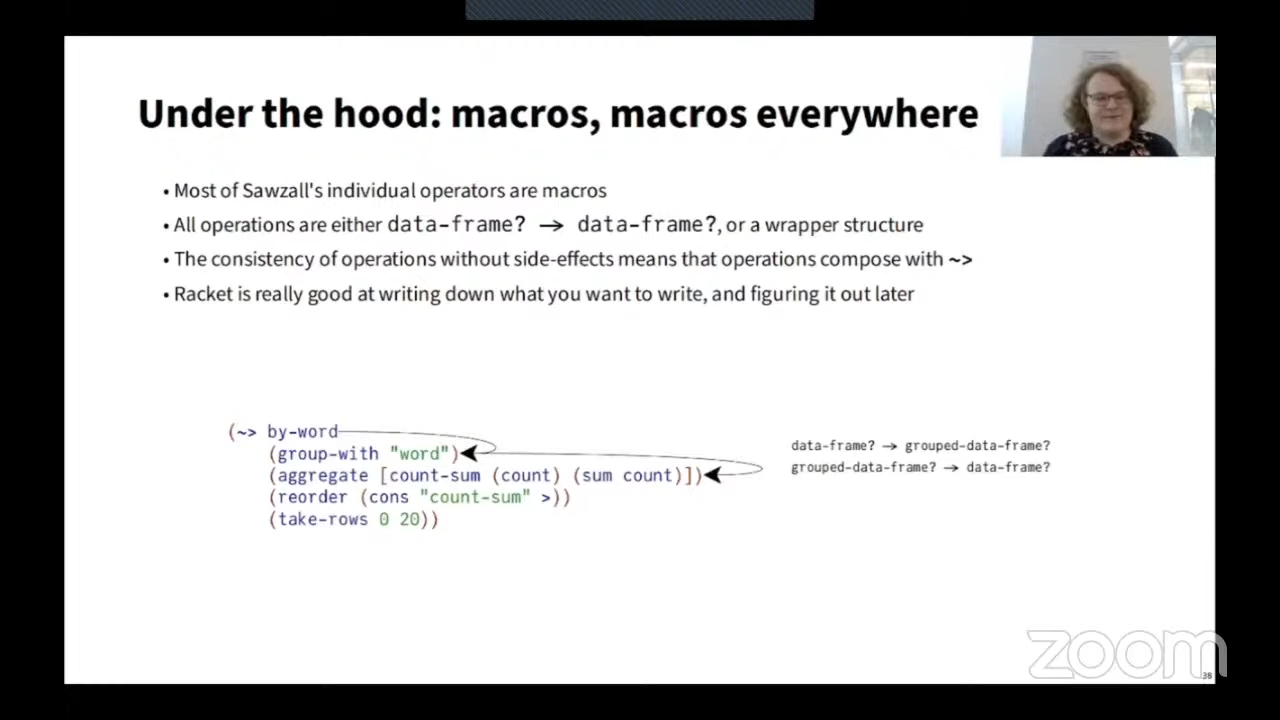 Under the hood: macros, macros everywhere
• Most of Sawzall's individual operators are macros
• All operations are either data-frame? → data-frame?, or a wrapper structure
• The consistency of operations without side-effects means that operations compose with ~>
• Racket is really good at writing down what you want to write, and figuring it out later
(~> by-word
(group-with "word")
(aggregate [count-sum (count) (sum count)])
(reorder (cons "count-sum" >))
(take-rows 0 20))
data-frame? → grouped-data-frame?
grouped-data-frame? → data-frame?
zoom
38